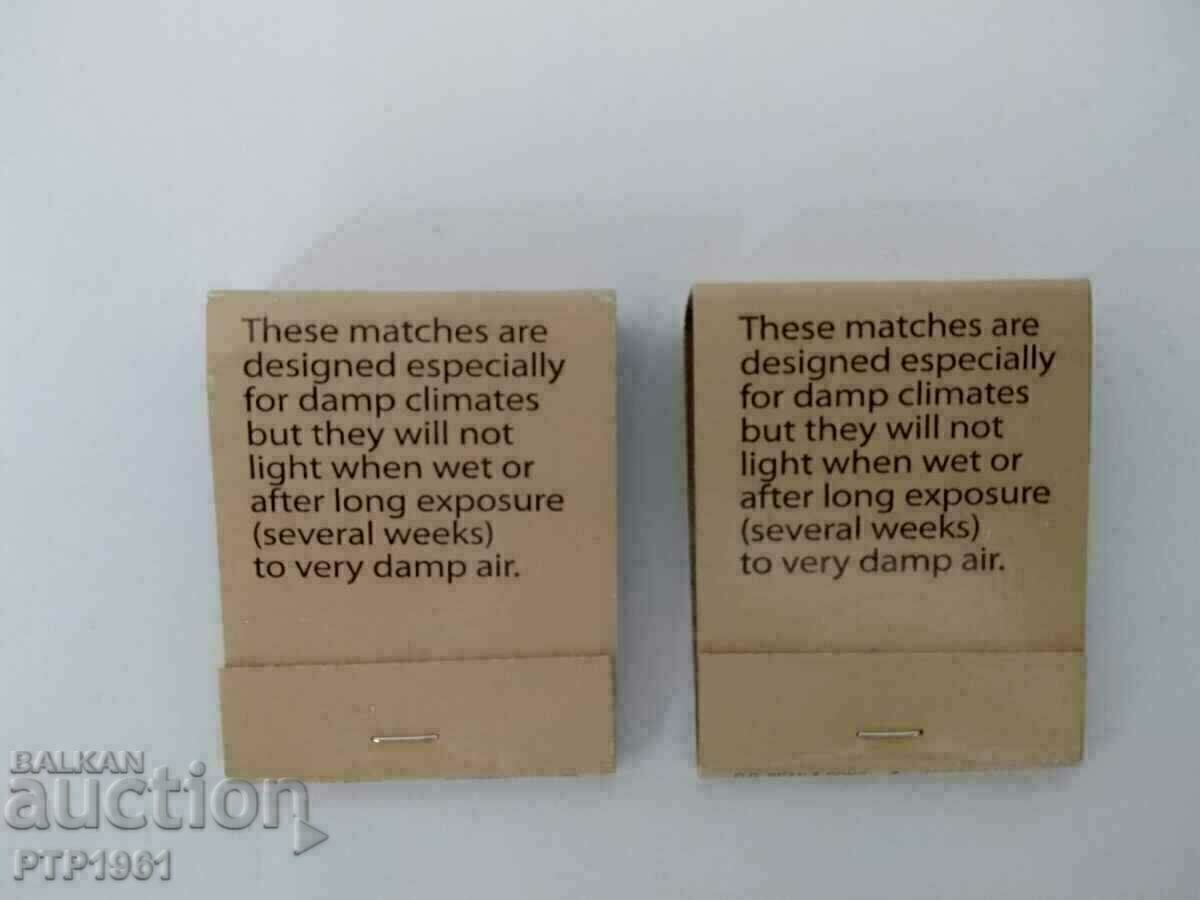 These matches are
designed especially
for damp climates
but they will not
light when wet or
after long exposure
(several weeks)
to very damp air.
These matches are
designed especially
for damp climates
but they will not
light when wet or
after long exposure
(several weeks)
to very damp air.
BALKAN
auction
PTP1961